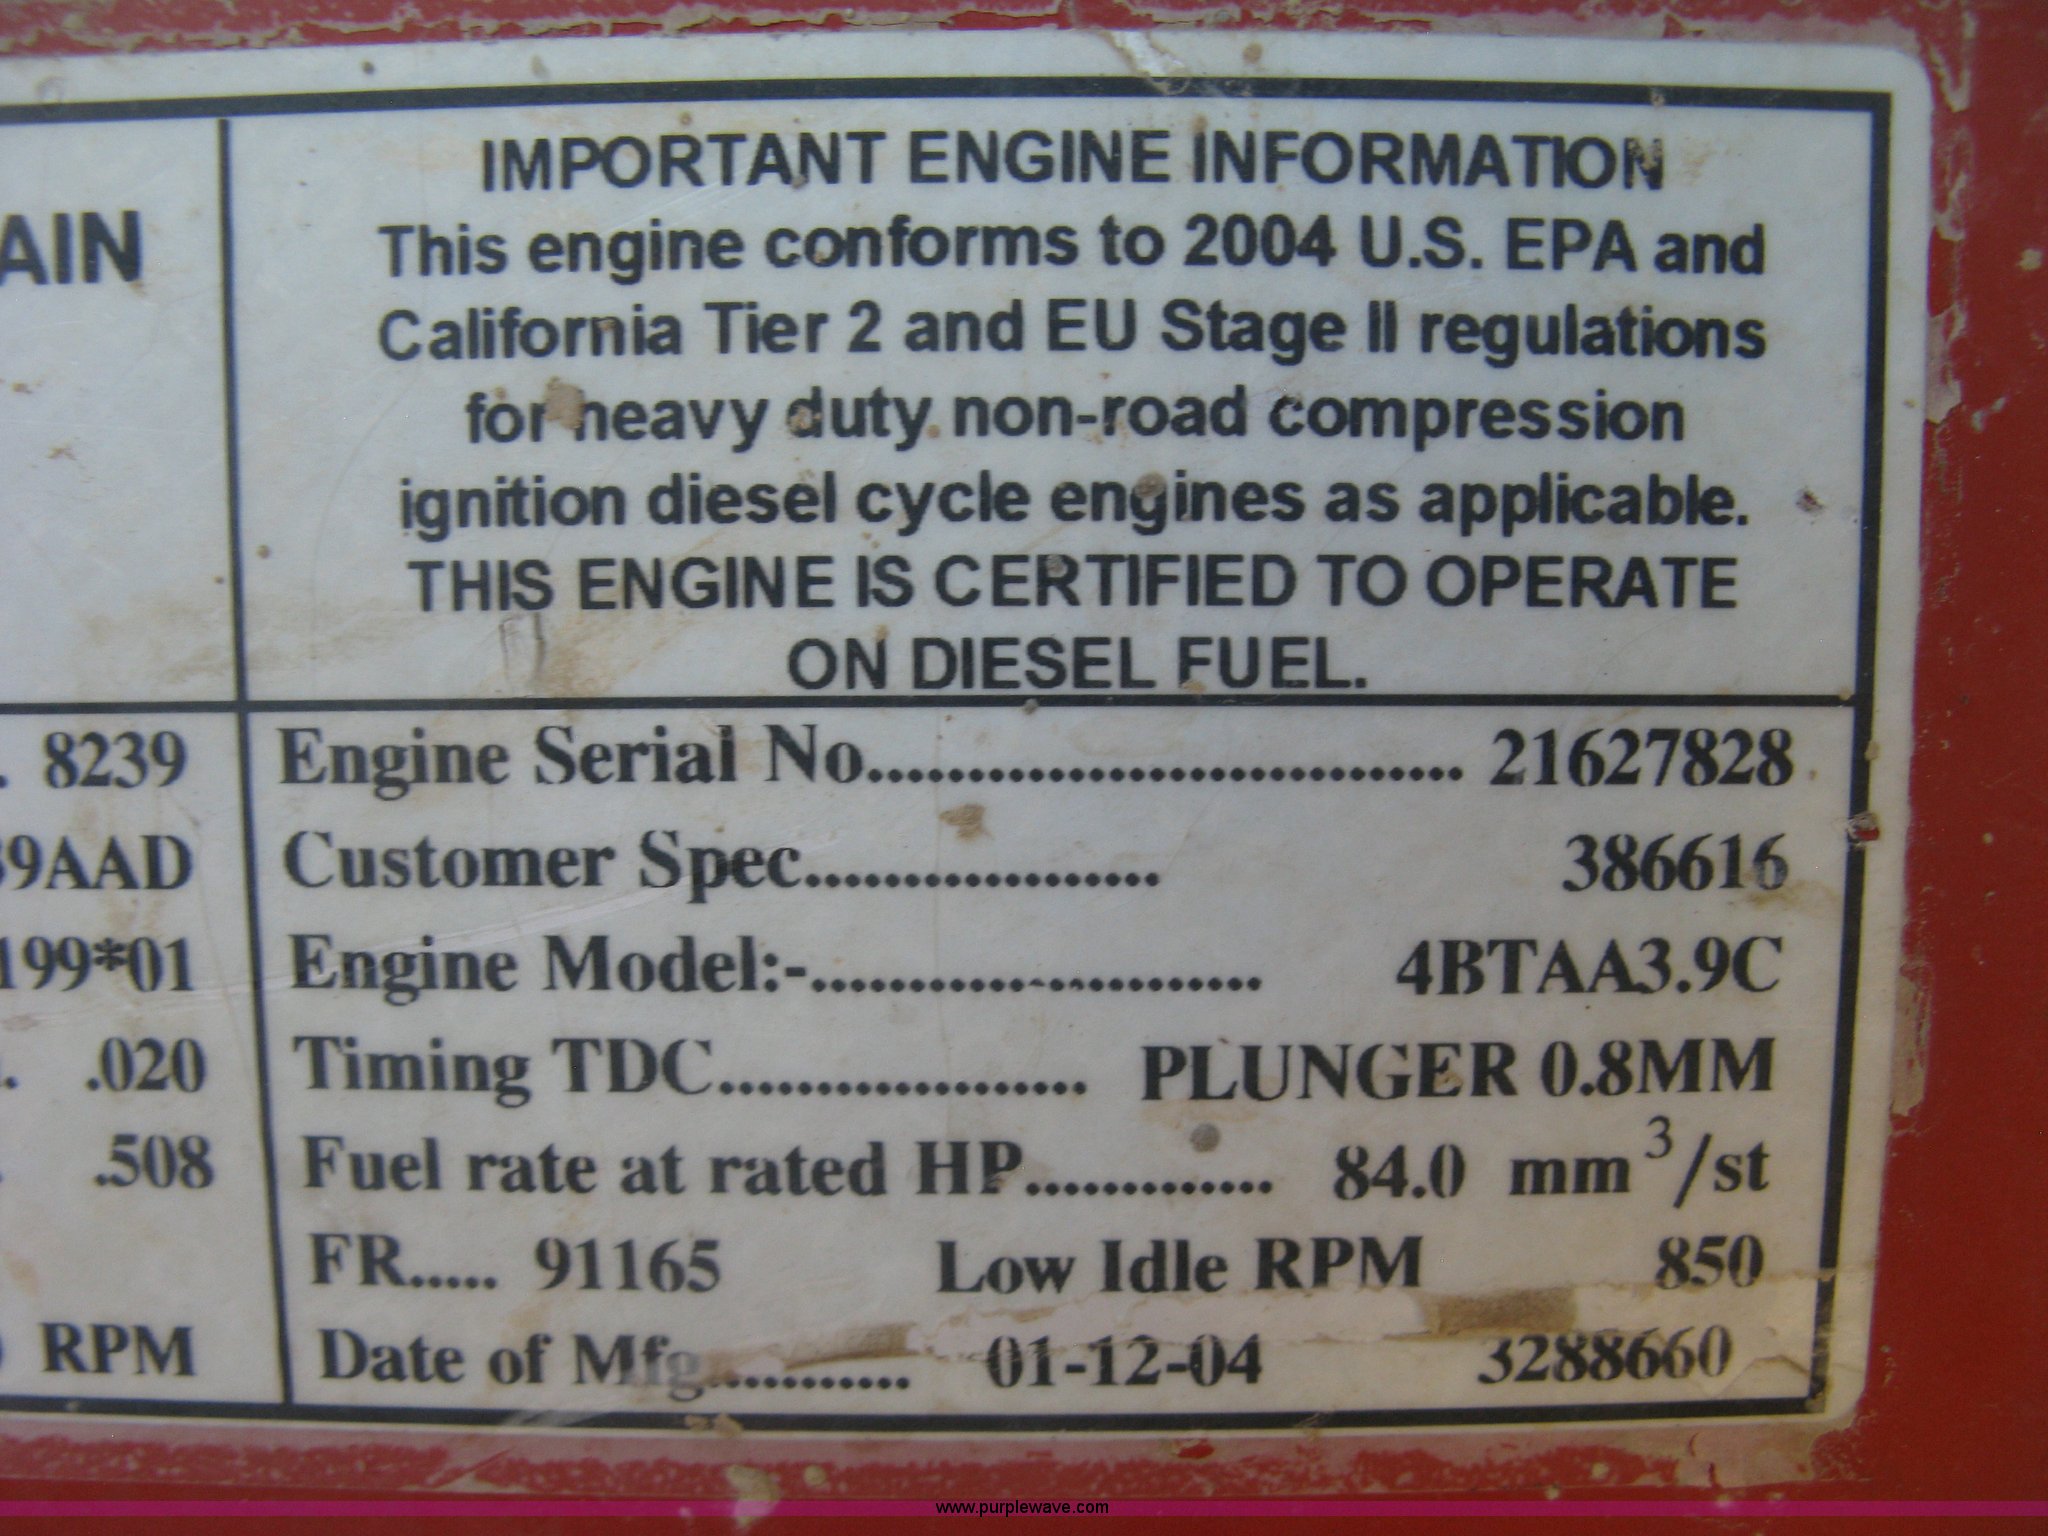 AIN
8239
9AAD
199*01
.020
.508
RPM
IMPORTANT ENGINE INFORMATION
This engine conforms to 2004 U.S. EPA and
California Tier 2 and EU Stage II regulations
for heavy duty non-road compression
ignition diesel cycle engines as applicable.
THIS ENGINE IS CERTIFIED TO OPERATE
ON DIESEL FUEL.
Engine Serial No.............................. 21627828
Customer Spec.................. 386616
Engine Model:-....................... 4BTAA3.9C
Timing TDC................... PLUNGER 0.8MM
Fuel rate at rated HP............. 84.0 mm³/st
FR..... 91165 Low Idle RPM 850
Date of Mfg........... 01-12-04 3288660
www.purplewave.com